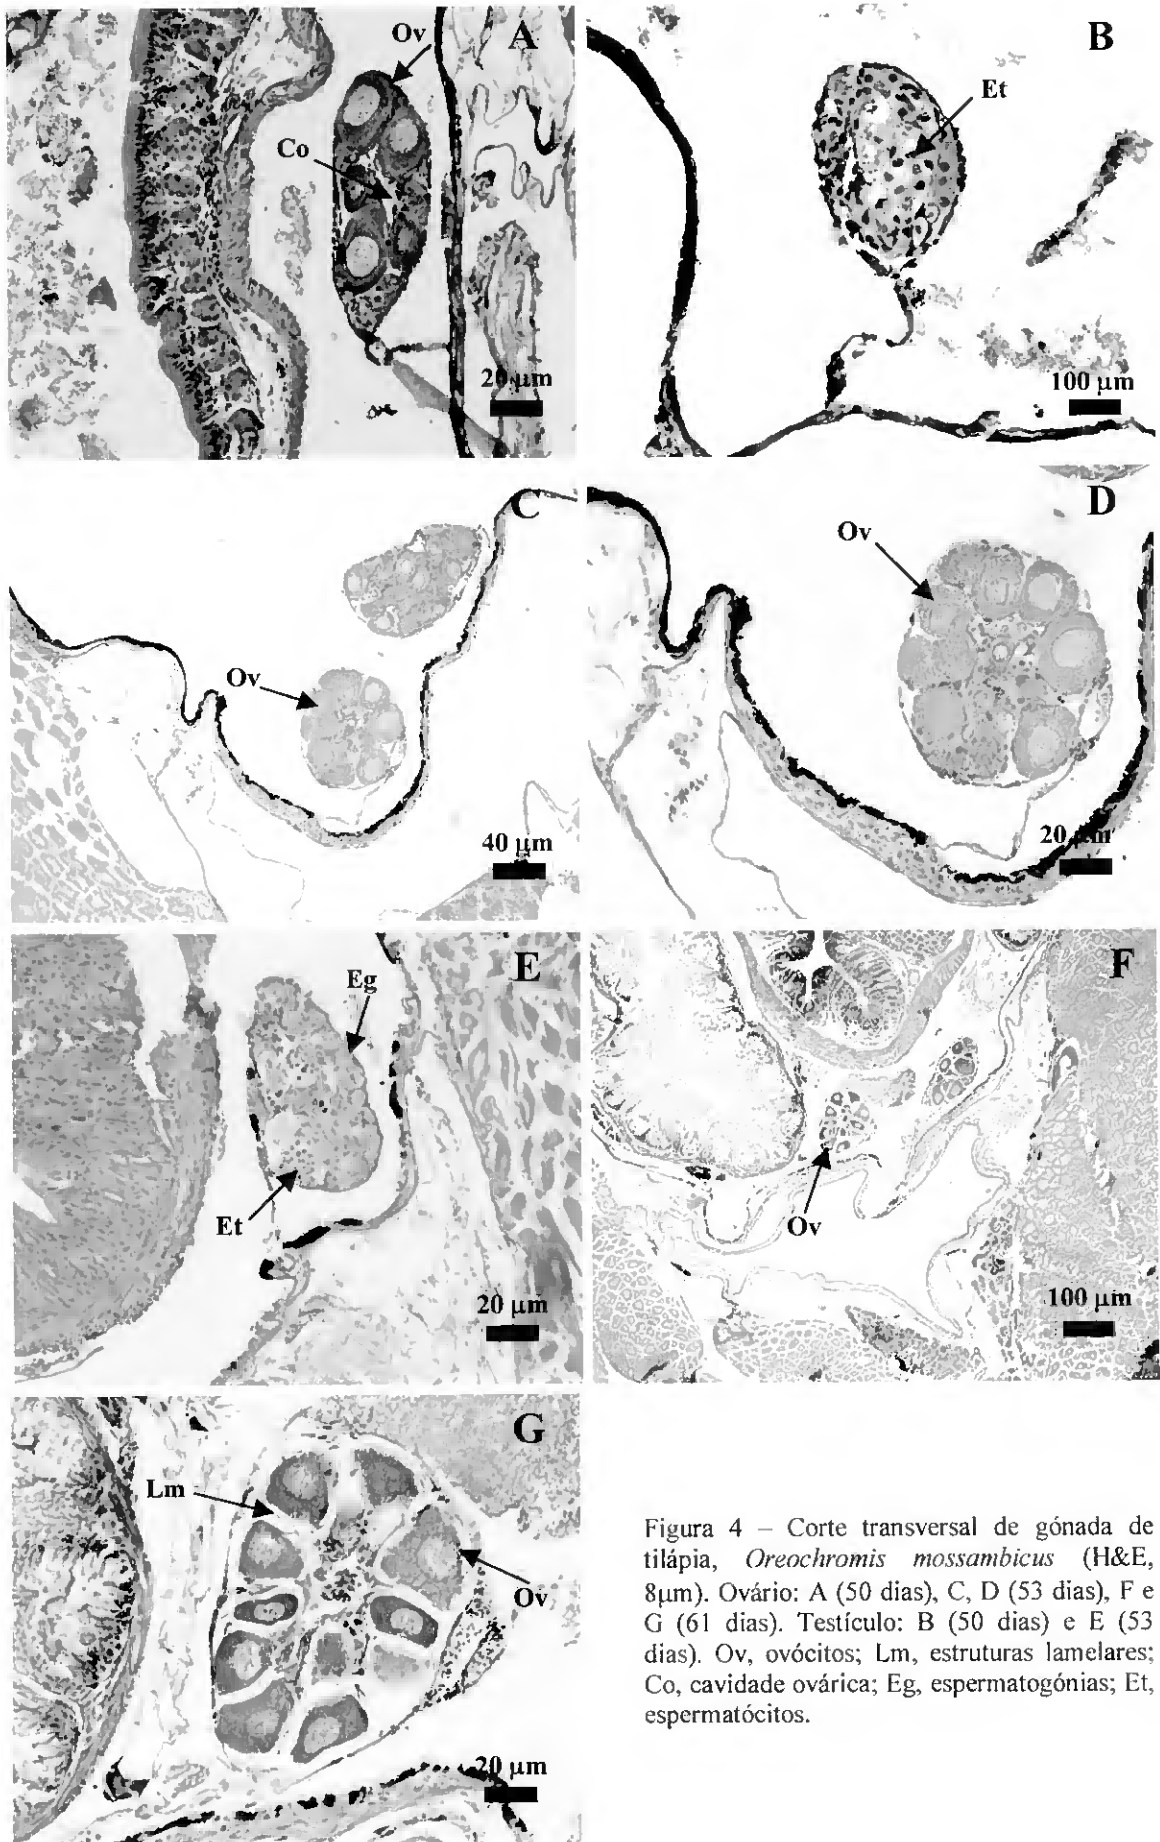 A
Ov
Co
20 µm
B
Et
100 µm
C
Ov
40 µm
D
Ov
20 µm
E
Eg
Et
20 µm
F
Ov
100 µm
G
Lm
Ov
20 µm
Figura 4 – Corte transversal de gónada de
tilápia, Oreochromis mossambicus (H&E,
8µm). Ovário: A (50 dias), C, D (53 dias), F e
G (61 dias). Testículo: B (50 dias) e E (53
dias). Ov, ovócitos; Lm, estruturas lamelares;
Co, cavidade ovárica; Eg, espermatogónias; Et,
espermatócitos.